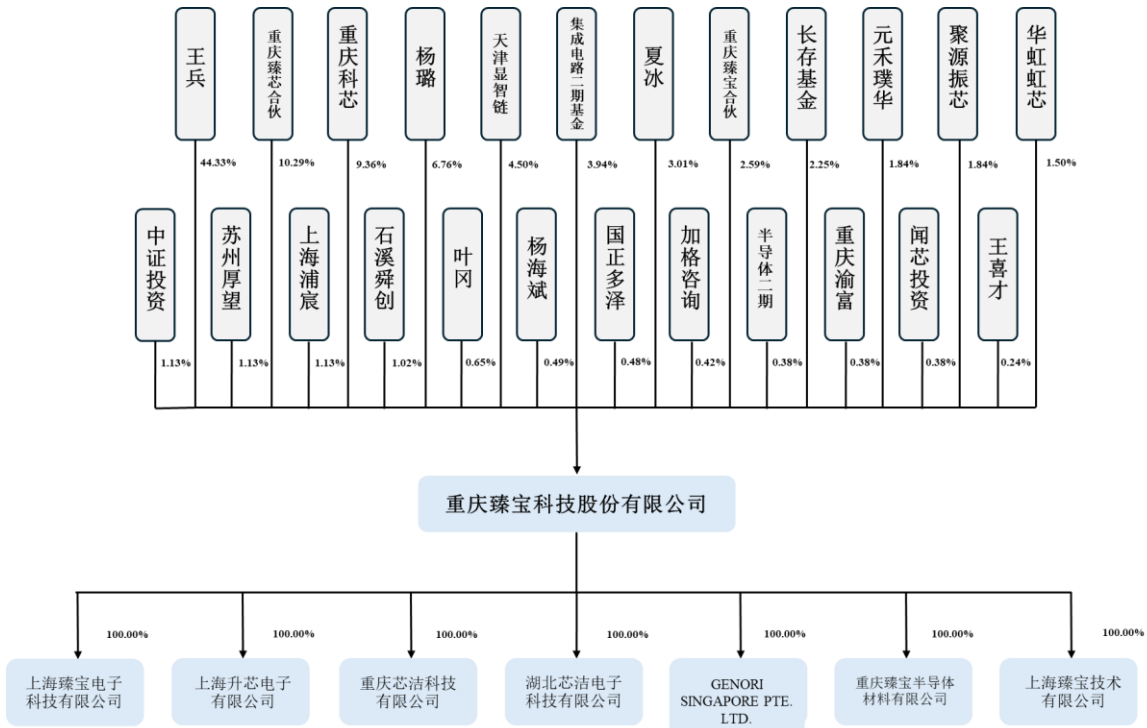 王兵
重庆臻芯合伙
重庆科芯
杨璐
天津显智链
集成电路二期基金
夏冰
重庆臻宝合伙
长存基金
元禾璞华
聚源振芯
华虹虹芯
44.33%
10.29%
9.36%
6.76%
4.50%
3.94%
3.01%
2.59%
2.25%
1.84%
1.84%
1.50%
中证投资
苏州厚望
上海浦宸
石溪舜创
叶冈
杨海斌
国正多泽
加格咨询
半导体二期
重庆渝富
闻芯投资
王喜才
1.13%
1.13%
1.13%
1.02%
0.65%
0.49%
0.48%
0.42%
0.38%
0.38%
0.38%
0.24%
重庆臻宝科技股份有限公司
100.00%
100.00%
100.00%
100.00%
100.00%
100.00%
100.00%
上海臻宝电子
科技有限公司
上海升芯电子
有限公司
重庆芯洁科技
有限公司
湖北芯洁电子
科技有限公司
GENORI
SINGAPORE PTE.
LTD.
重庆臻宝半导体
材料有限公司
上海臻宝技术
有限公司